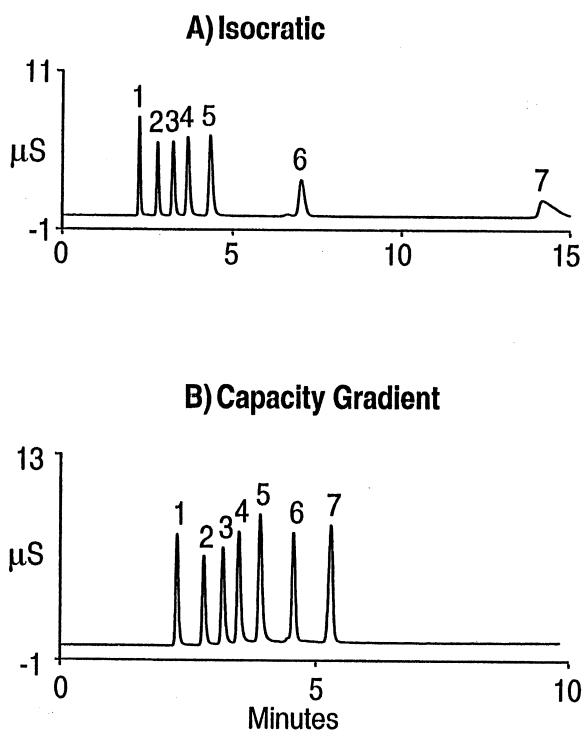 A) Isocratic
11
1
2 3 4 5
μS
6
7
-1
0 5 10 15
B) Capacity Gradient
13
1 2 3 4 5 6 7
μS
-1
0 5 10
Minutes